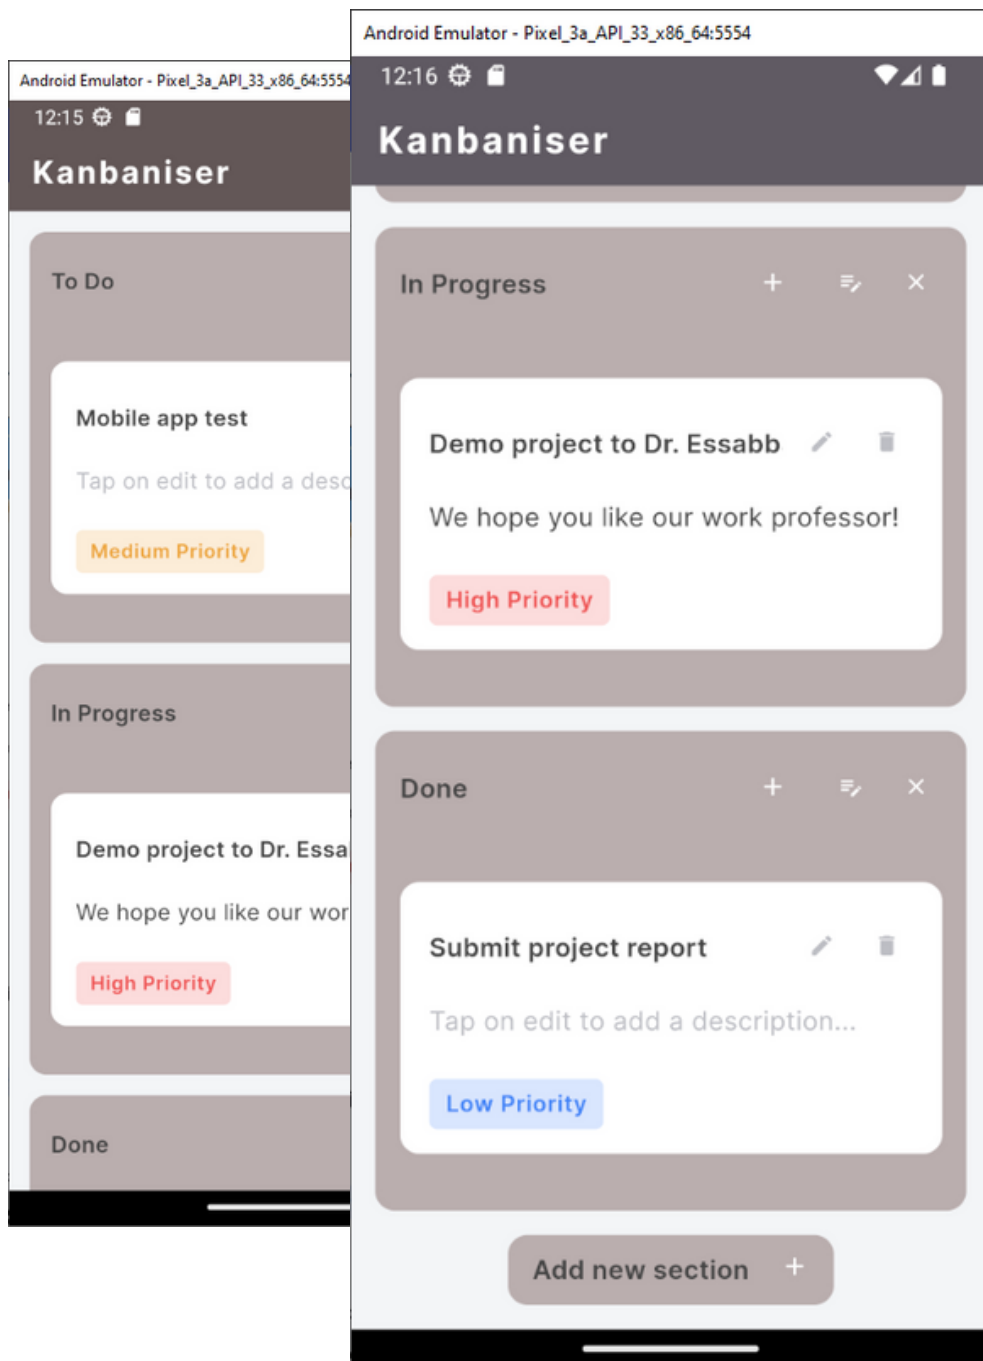 Android Emulator - Pixel_3a_API_33_x86_64:5554
12:15
Kanbaniser
To Do
Mobile app test
Tap on edit to add a desc
Medium Priority
In Progress
Demo project to Dr. Essa
We hope you like our wor
High Priority
Done
Android Emulator - Pixel_3a_API_33_x86_64:5554
12:16
Kanbaniser
In Progress
Demo project to Dr. Essabb
We hope you like our work professor!
High Priority
Done
Submit project report
Tap on edit to add a description...
Low Priority
Add new section